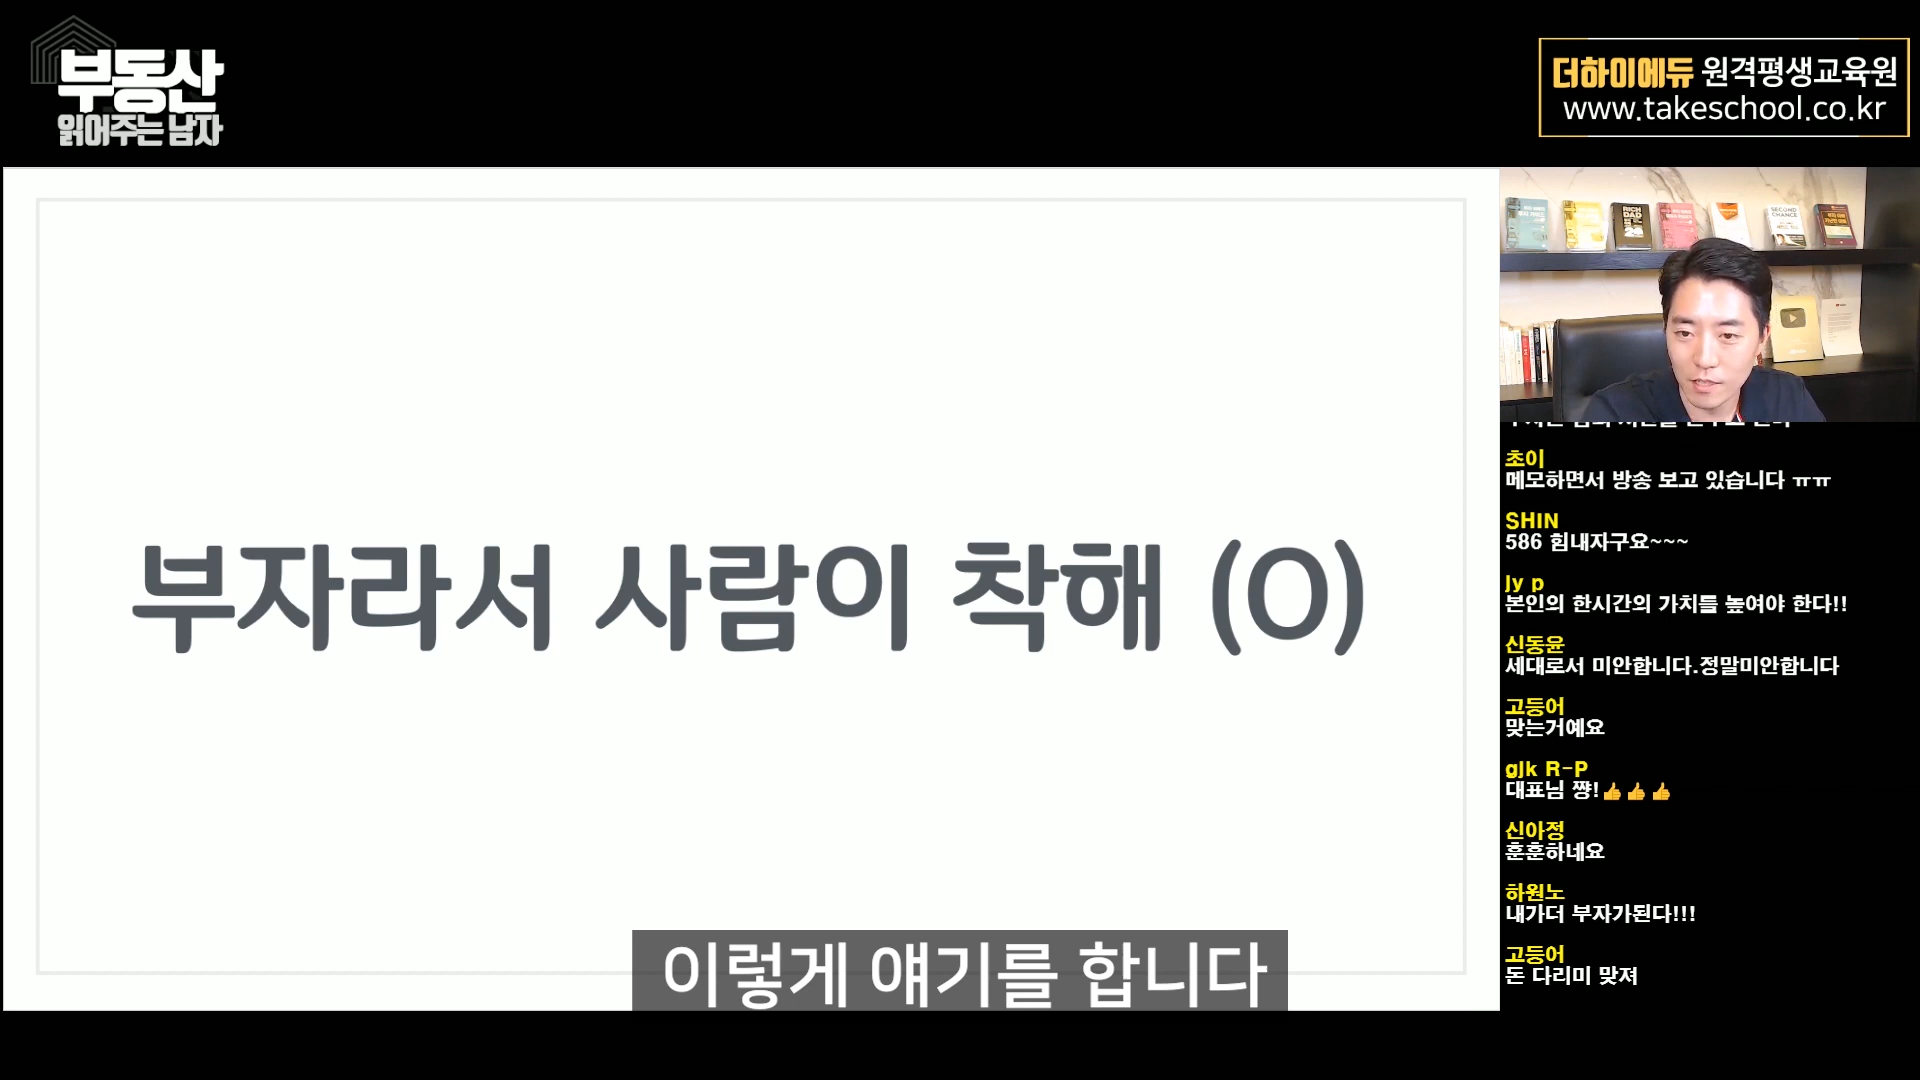 부동산
읽어주는 남자
더하이에듀 원격평생교육원
www.takeschool.co.kr
RICH
DAD
20
SECOND
CHANCE
부자라서 사람이 착해 (O)
초이
메모하면서 방송 보고 있습니다 ㅠㅠ
SHIN
586 힘내자구요~~~
jy p
본인의 한시간의 가치를 높여야 한다!!
신동윤
세대로서 미안합니다.정말미안합니다
고등어
맞는거예요
gjk R-P
대표님 쨩!👍👍👍
신아정
훈훈하네요
하원노
내가더 부자가된다!!!
고등어
돈 다리미 맞져
이렇게 얘기를 합니다